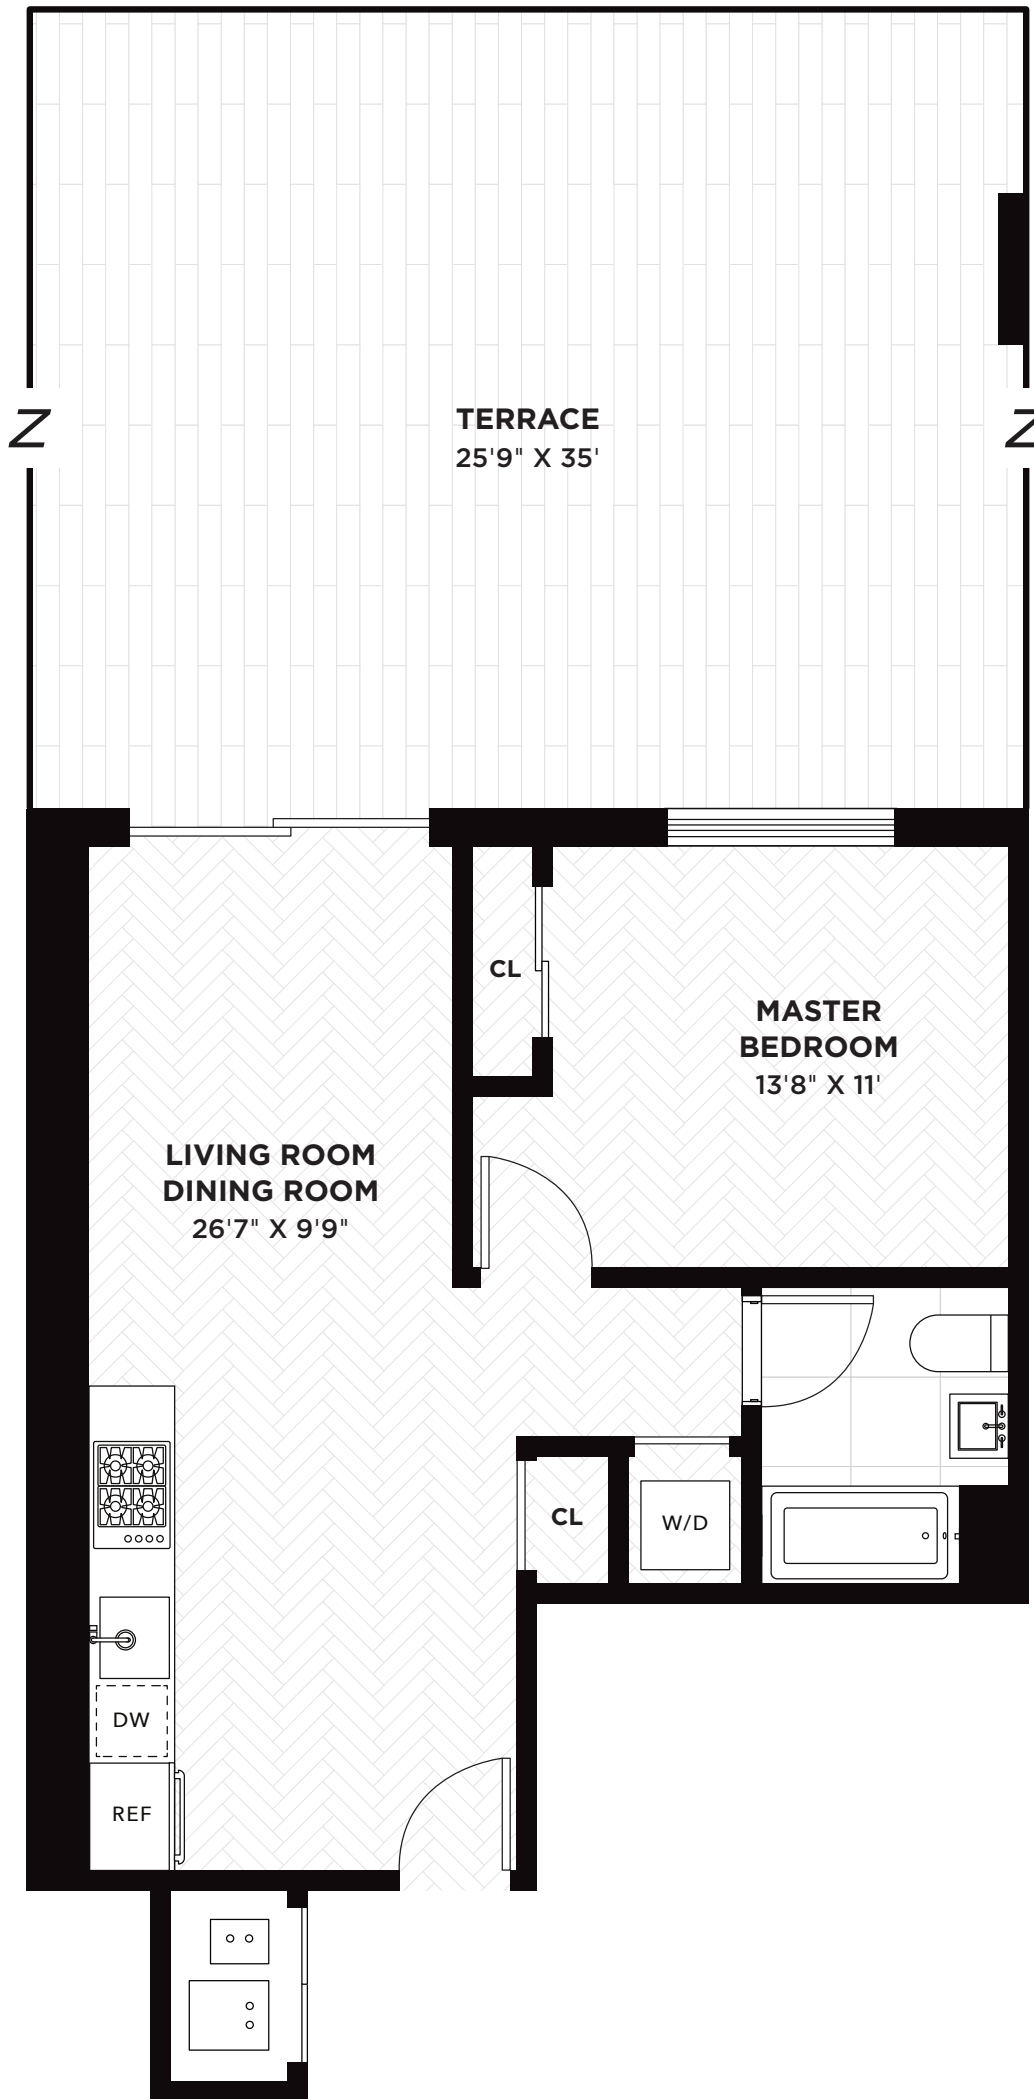 TERRACE
25'9" X 35'
CL
MASTER
BEDROOM
13'8" X 11'
LIVING ROOM
DINING ROOM
26'7" X 9'9"
CL
W/D
DW
REF